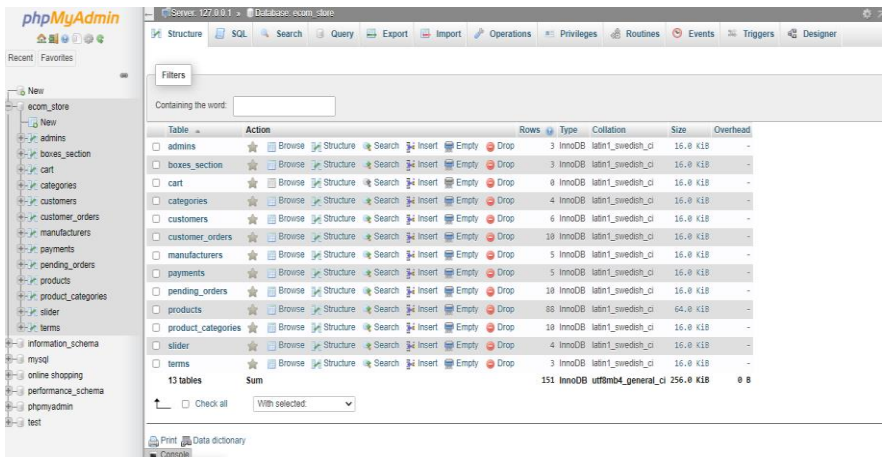 phpMyAdmin
Recent Favorites
New
ecom_store
New
admins
boxes_section
cart
categories
customers
customer_orders
manufacturers
payments
pending_orders
products
product_categories
slider
terms
information_schema
mysql
online shopping
performance_schema
phpmyadmin
test
Server: 127.0.0.1 » Database: ecom_store
Structure SQL Search Query Export Import Operations Privileges Routines Events Triggers Designer
Filters
Containing the word:
Table Action Rows Type Collation Size Overhead
admins Browse Structure Search Insert Empty Drop 3 InnoDB latin1_swedish_ci 16.0 KiB -
boxes_section Browse Structure Search Insert Empty Drop 3 InnoDB latin1_swedish_ci 16.0 KiB -
cart Browse Structure Search Insert Empty Drop 0 InnoDB latin1_swedish_ci 16.0 KiB -
categories Browse Structure Search Insert Empty Drop 4 InnoDB latin1_swedish_ci 16.0 KiB -
customers Browse Structure Search Insert Empty Drop 6 InnoDB latin1_swedish_ci 16.0 KiB -
customer_orders Browse Structure Search Insert Empty Drop 10 InnoDB latin1_swedish_ci 16.0 KiB -
manufacturers Browse Structure Search Insert Empty Drop 5 InnoDB latin1_swedish_ci 16.0 KiB -
payments Browse Structure Search Insert Empty Drop 5 InnoDB latin1_swedish_ci 16.0 KiB -
pending_orders Browse Structure Search Insert Empty Drop 10 InnoDB latin1_swedish_ci 16.0 KiB -
products Browse Structure Search Insert Empty Drop 88 InnoDB latin1_swedish_ci 64.0 KiB -
product_categories Browse Structure Search Insert Empty Drop 10 InnoDB latin1_swedish_ci 16.0 KiB -
slider Browse Structure Search Insert Empty Drop 4 InnoDB latin1_swedish_ci 16.0 KiB -
terms Browse Structure Search Insert Empty Drop 3 InnoDB latin1_swedish_ci 16.0 KiB -
13 tables Sum 151 InnoDB utf8mb4_general_ci 256.0 KiB 0 B
Check all With selected:
Print Data dictionary
Console